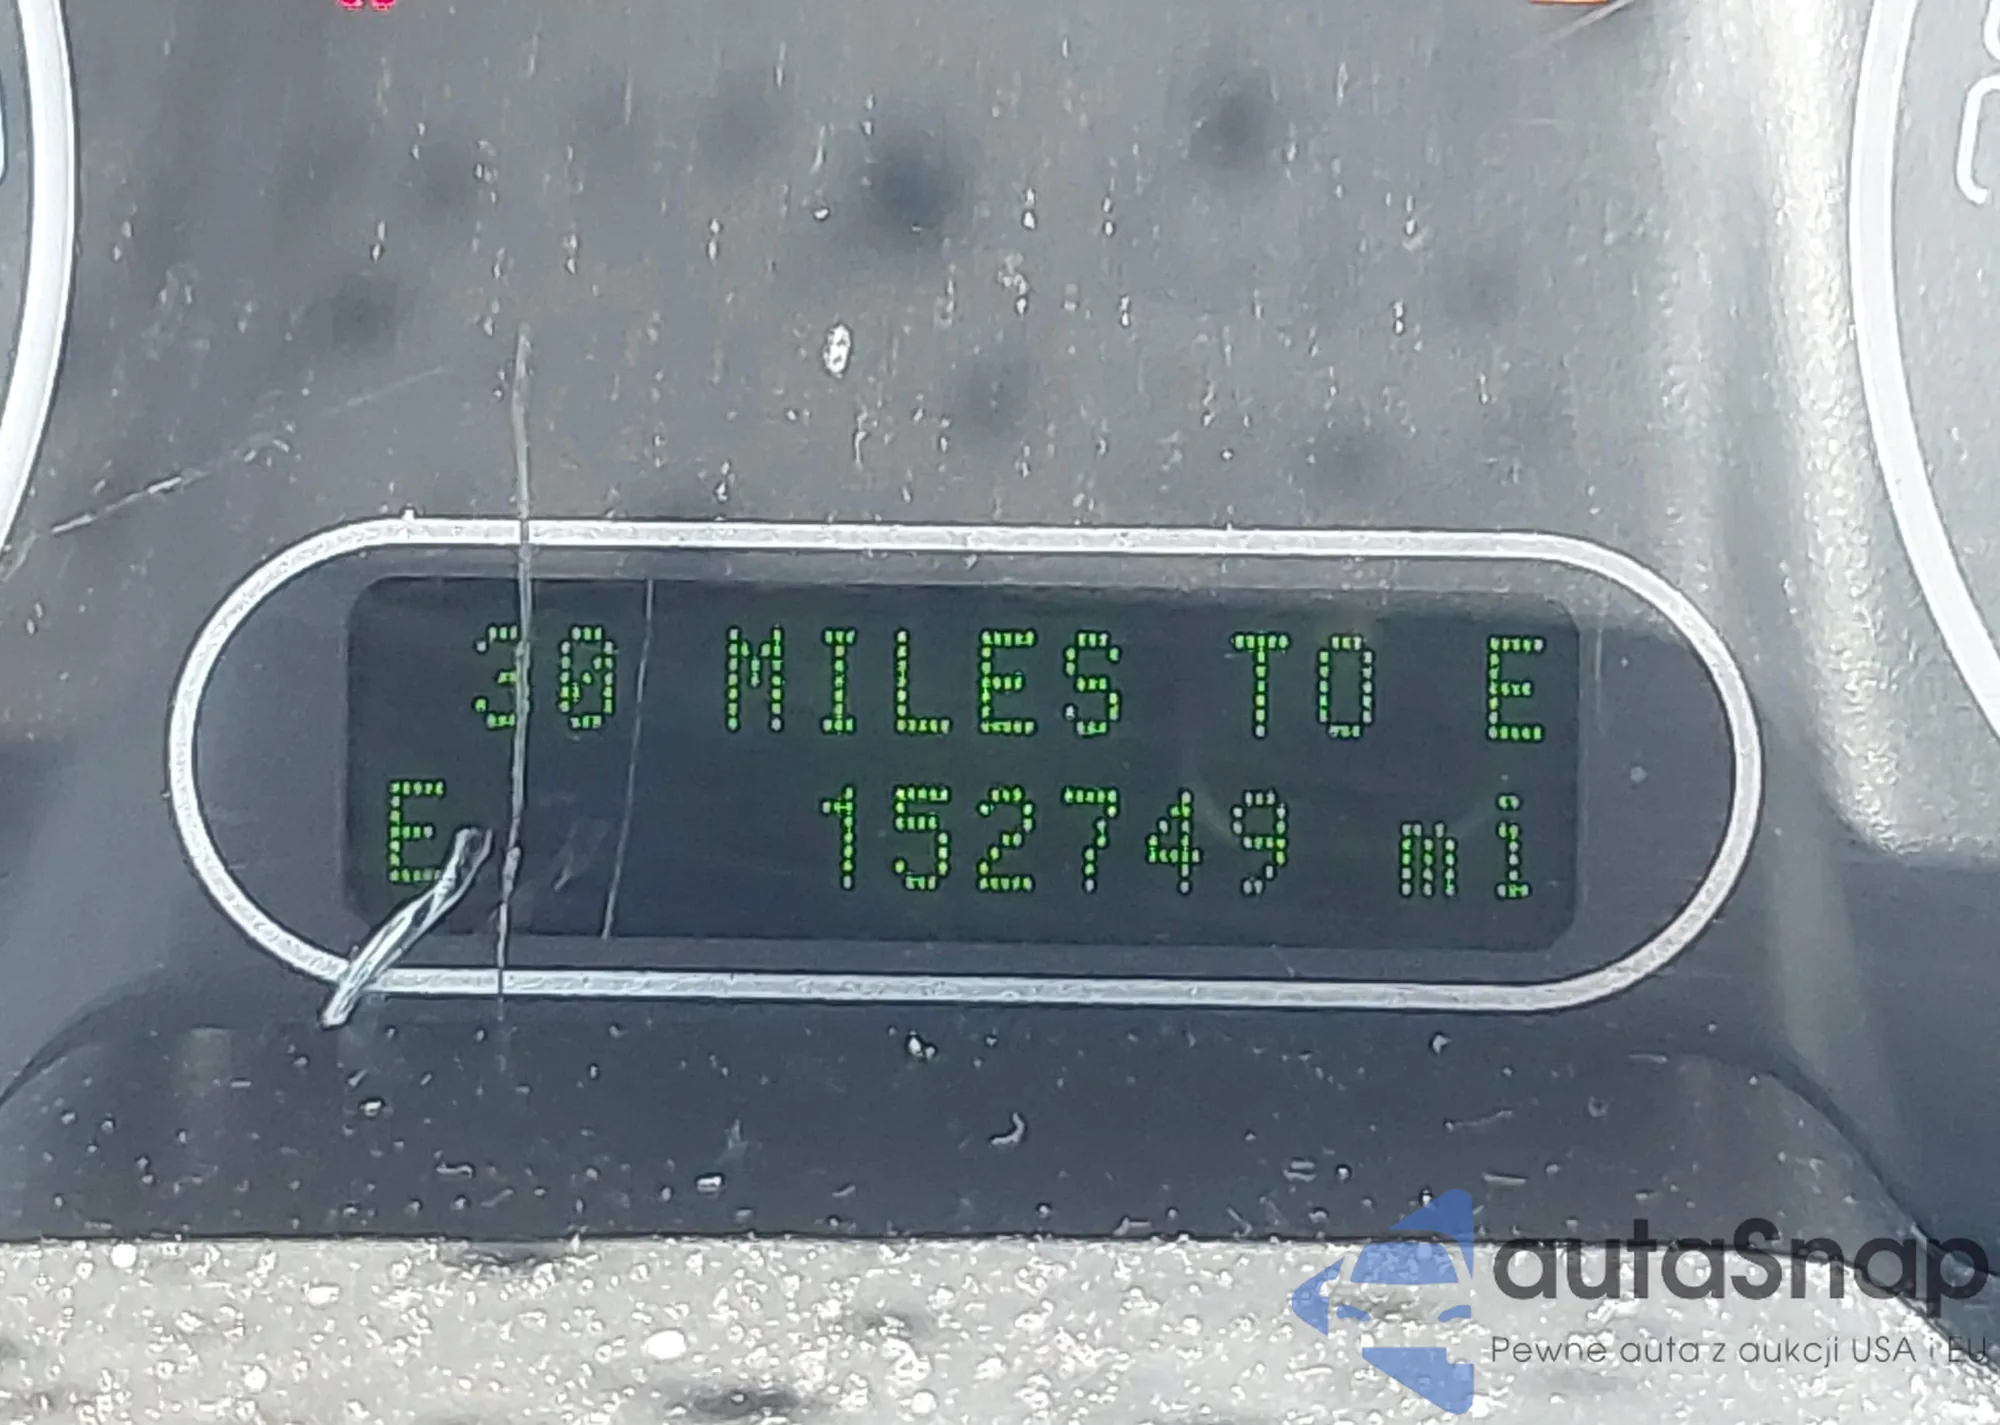 30 MILES TO E
E 152749 mi
autaSnap
Pewne auta z aukcji USA i EU